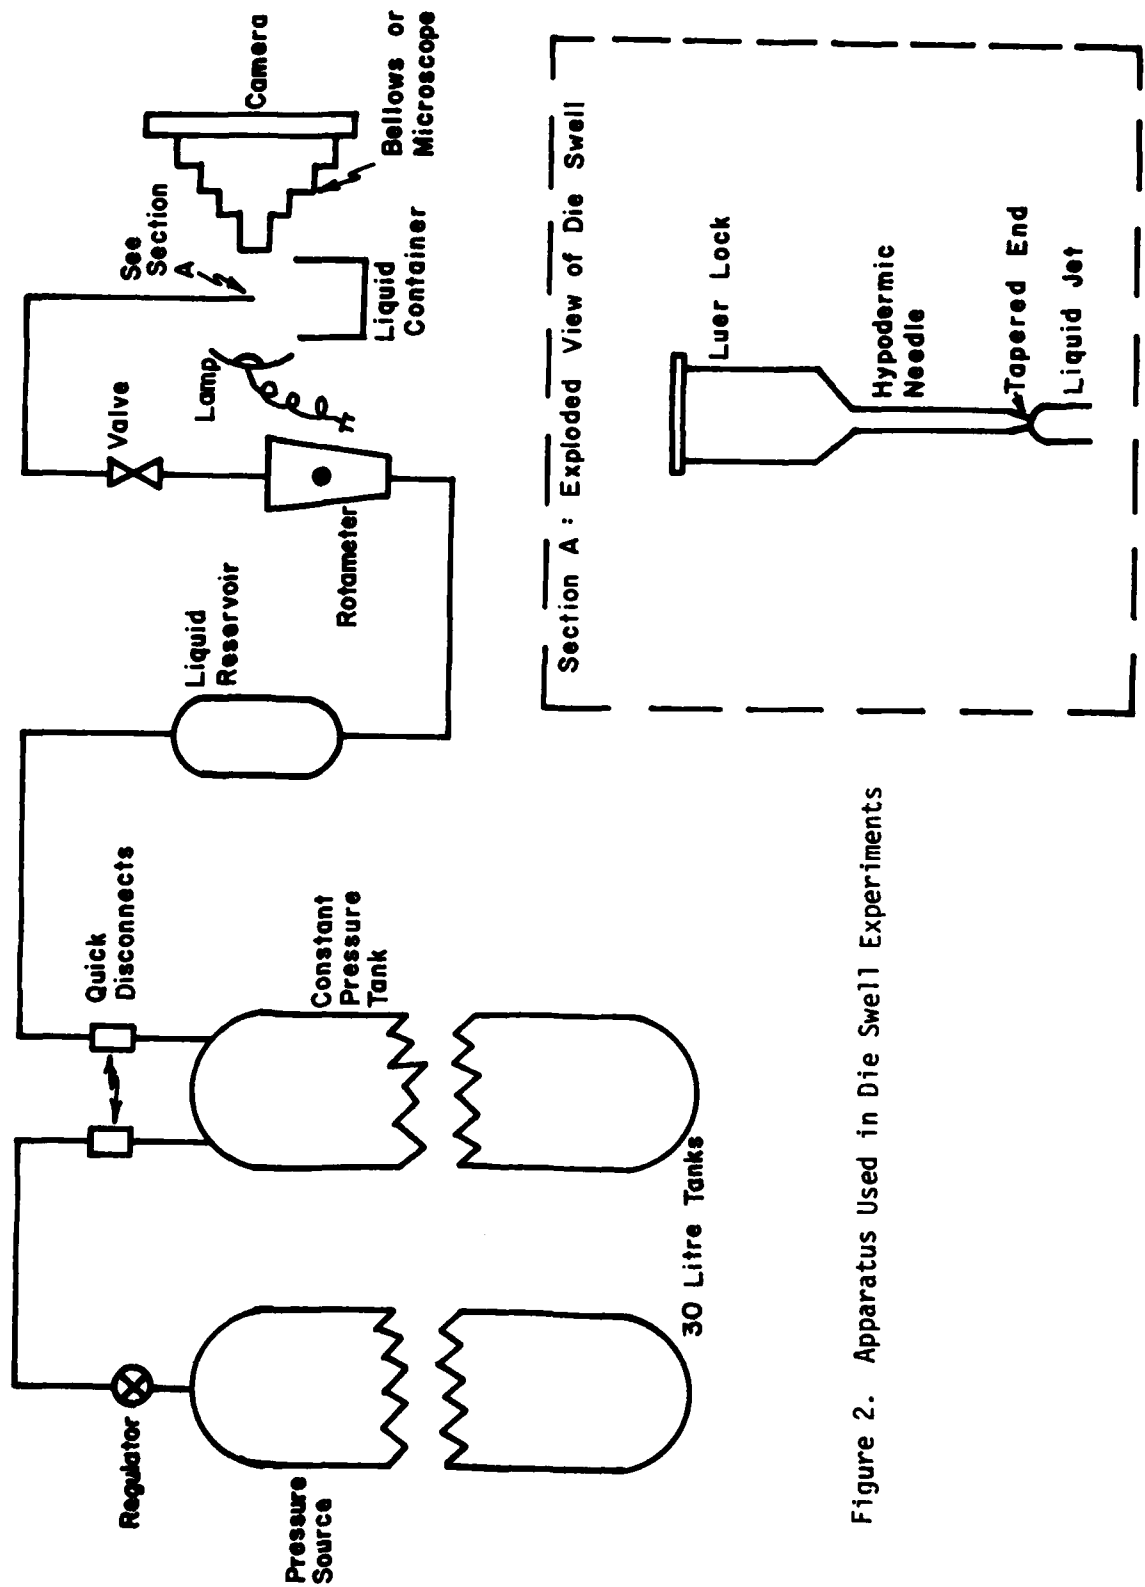 Regulator
Pressure
Source
30 Litre Tanks
Quick
Disconnects
Constant
Pressure
Tank
Liquid
Reservoir
Rotameter
Valve
Lamp
See
Section
A
Liquid
Container
Camera
Bellows or
Microscope
Section A : Exploded View of Die Swell
Luer Lock
Hypodermic
Needle
Tapered End
Liquid Jet
Figure 2. Apparatus Used in Die Swell Experiments